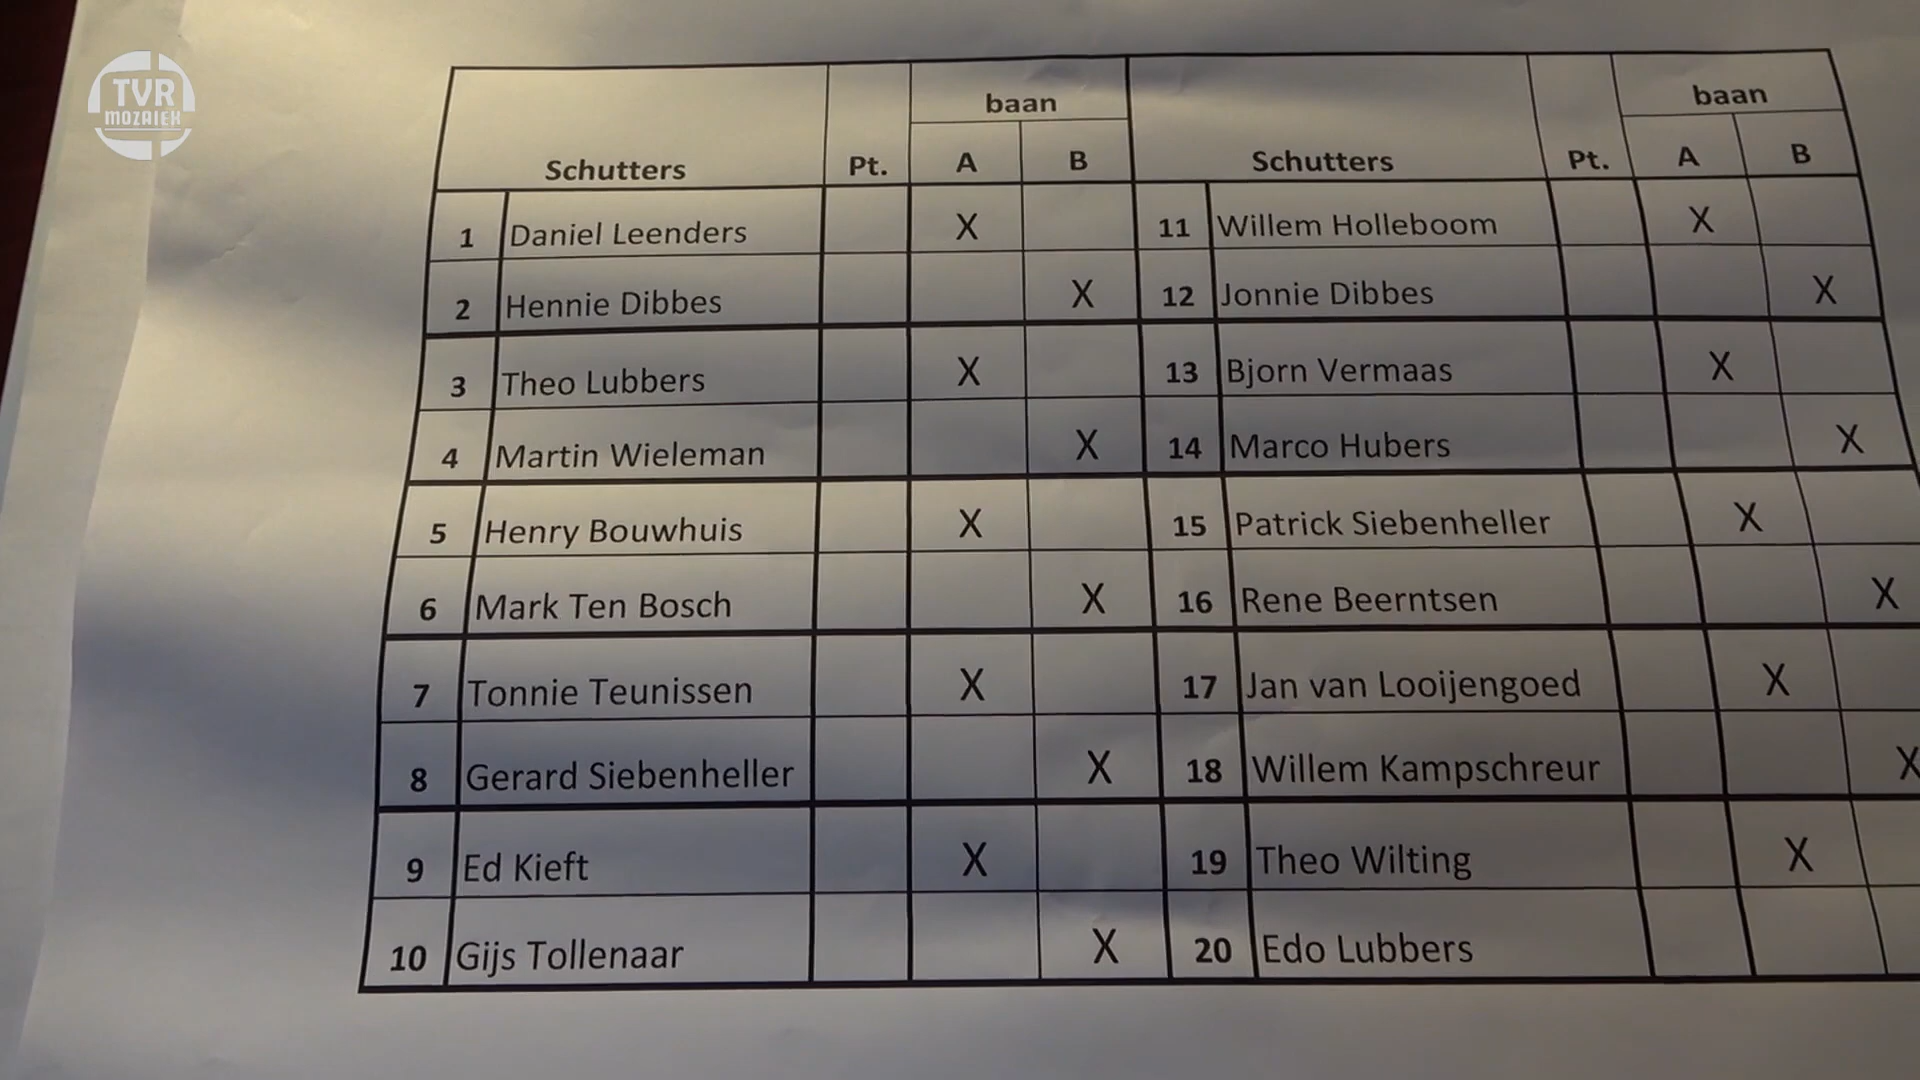 TVR
MOZAIEK
baan baan
Schutters Pt. A B Schutters Pt. A B
1 Daniel Leenders X 11 Willem Holleboom X
2 Hennie Dibbes X 12 Jonnie Dibbes X
3 Theo Lubbers X 13 Bjorn Vermaas X
4 Martin Wieleman X 14 Marco Hubers X
5 Henry Bouwhuis X 15 Patrick Siebenheller X
6 Mark Ten Bosch X 16 Rene Beerntsen X
7 Tonnie Teunissen X 17 Jan van Looijengoed X
8 Gerard Siebenheller X 18 Willem Kampschreur X
9 Ed Kieft X 19 Theo Wilting X
10 Gijs Tollenaar X 20 Edo Lubbers